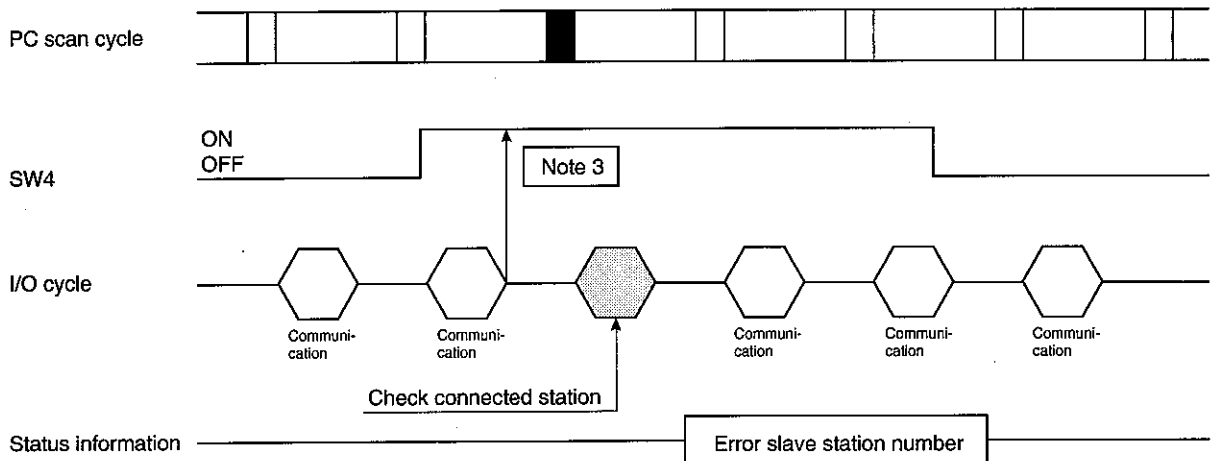 PC scan cycle
ON
OFF
SW4
Note 3
I/O cycle
Communi-
cation
Communi-
cation
Communi-
cation
Communi-
cation
Communi-
cation
Check connected station
Status information
Error slave station number